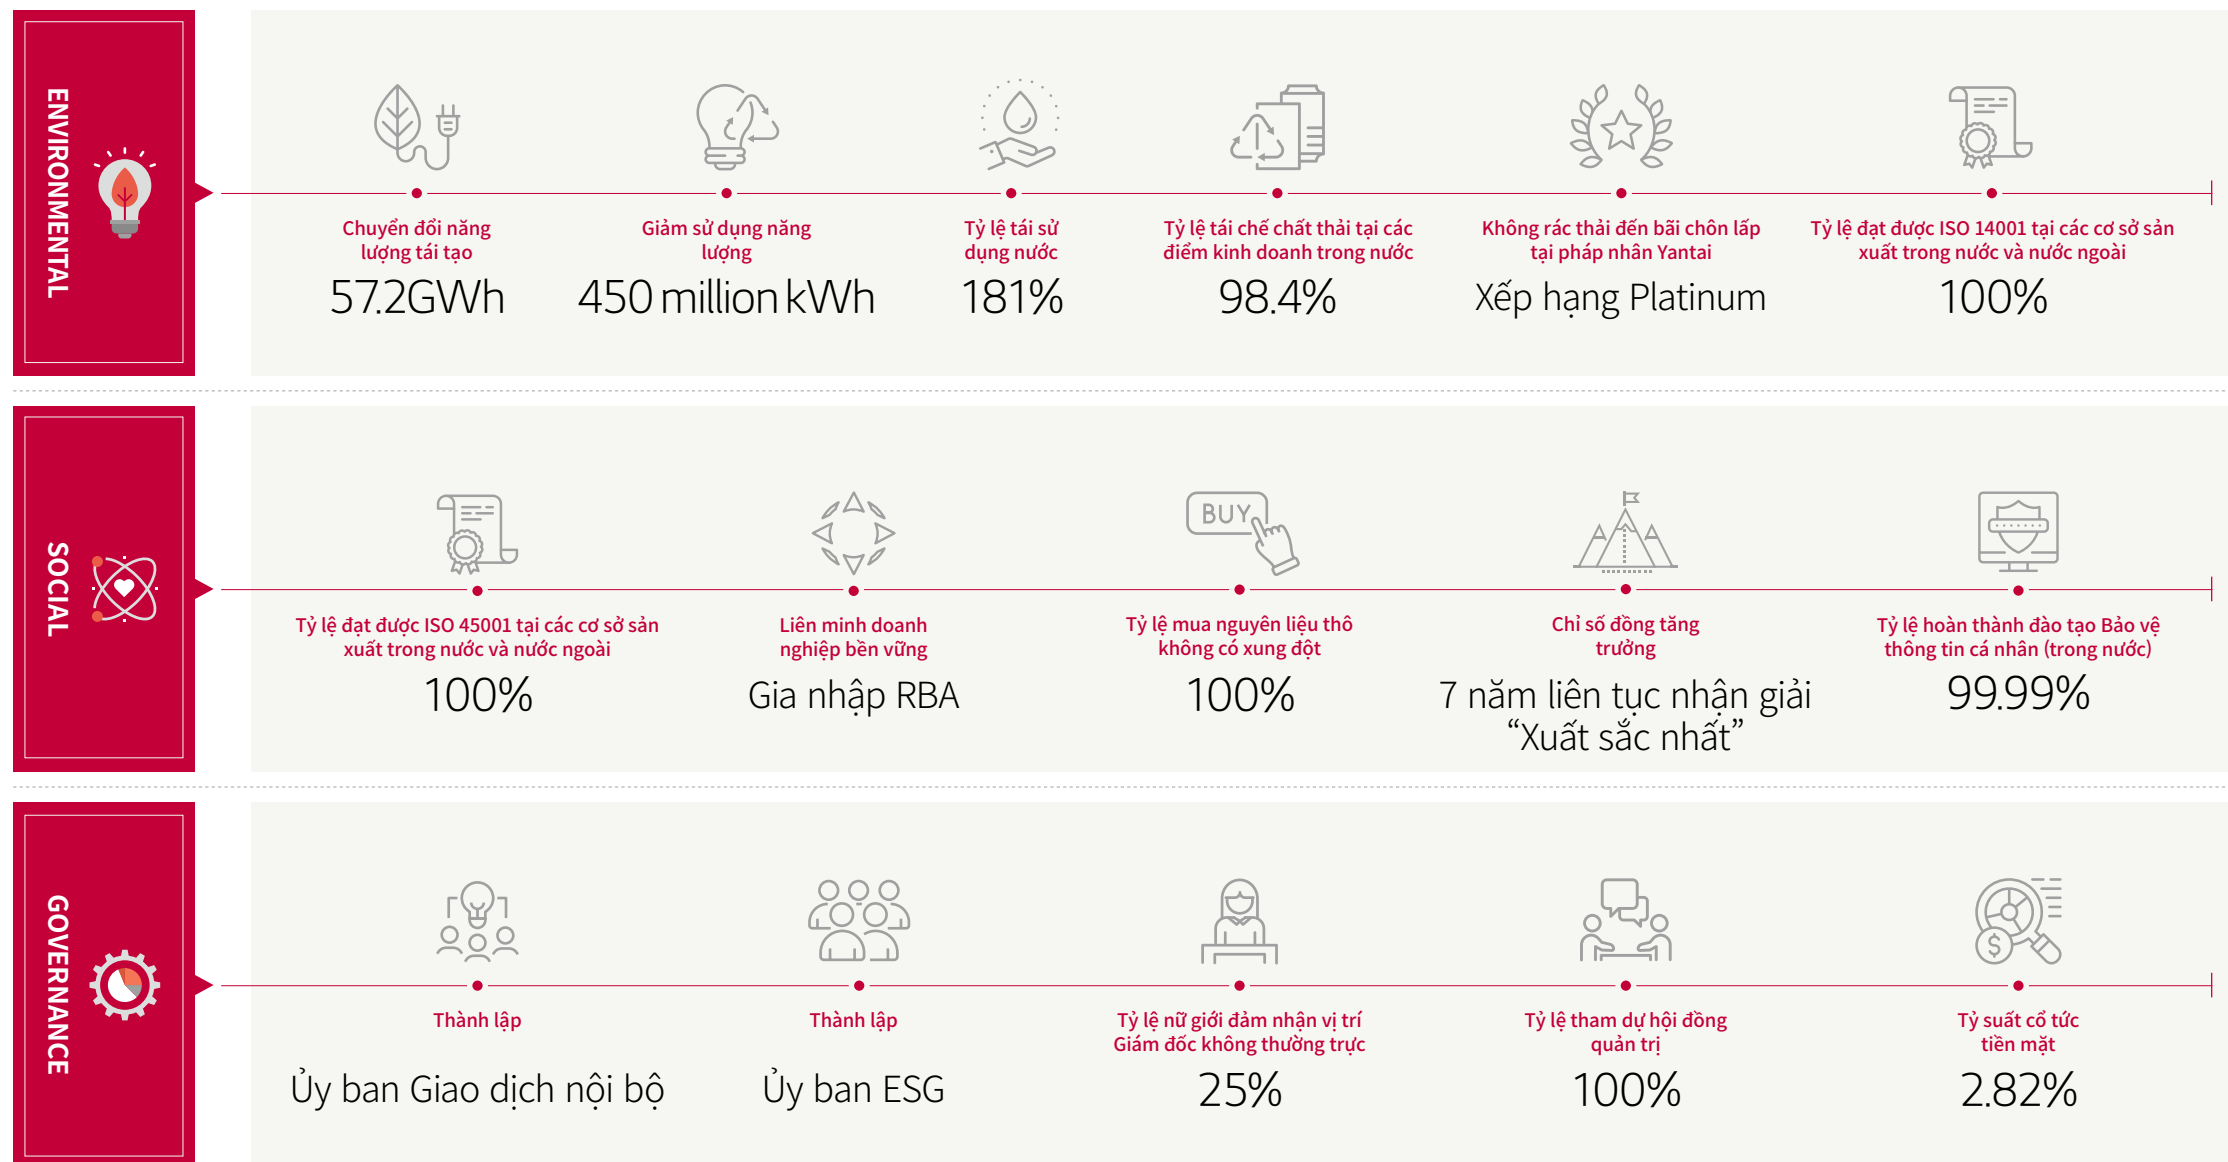 ENVIRONMENTAL
Chuyển đổi năng
lượng tái tạo
57.2GWh
Giảm sử dụng năng
lượng
450 million kWh
Tỷ lệ tái sử
dụng nước
181%
Tỷ lệ tái chế chất thải tại các
điểm kinh doanh trong nước
98.4%
Không rác thải đến bãi chôn lấp
tại pháp nhân Yantai
Xếp hạng Platinum
Tỷ lệ đạt được ISO 14001 tại các cơ sở sản
xuất trong nước và nước ngoài
100%
SOCIAL
Tỷ lệ đạt được ISO 45001 tại các cơ sở sản
xuất trong nước và nước ngoài
100%
Liên minh doanh
nghiệp bền vững
Gia nhập RBA
BUY
Tỷ lệ mua nguyên liệu thô
không có xung đột
100%
Chỉ số đồng tăng
trưởng
7 năm liên tục nhận giải
“Xuất sắc nhất”
Tỷ lệ hoàn thành đào tạo Bảo vệ
thông tin cá nhân (trong nước)
99.99%
GOVERNANCE
Thành lập
Ủy ban Giao dịch nội bộ
Thành lập
Ủy ban ESG
Tỷ lệ nữ giới đảm nhận vị trí
Giám đốc không thường trực
25%
Tỷ lệ tham dự hội đồng
quản trị
100%
$
Tỷ suất cổ tức
tiền mặt
2.82%